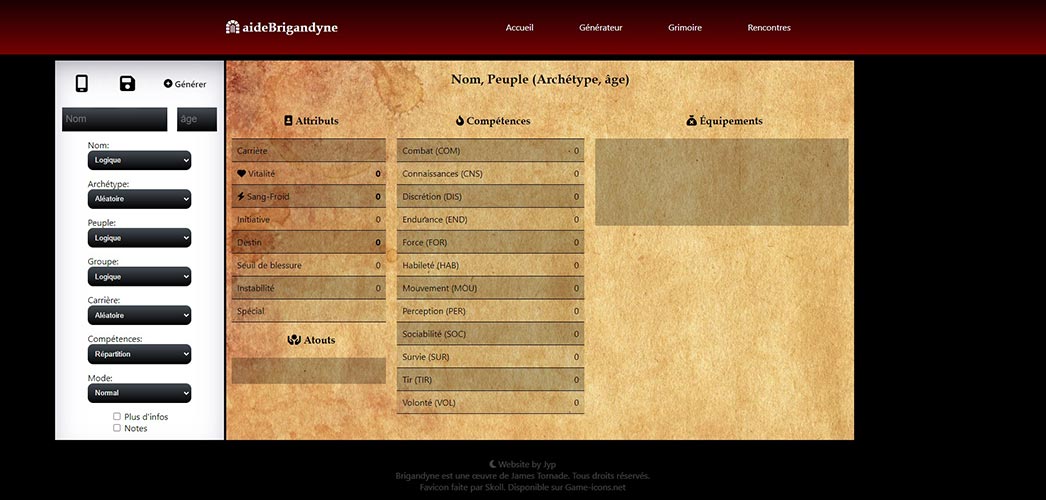 aideBrigandyne
Accueil
Générateur
Grimoire
Rencontres
Générer
Nom
âge
Nom:
Logique
Archétype:
Aléatoire
Peuple:
Logique
Groupe:
Logique
Carrière:
Aléatoire
Compétences:
Répartition
Mode:
Normal
Plus d'infos
Notes
Nom, Peuple (Archétype, âge)
Attributs
Carrière
Vitalité 0
Sang-Froid 0
Initiative 0
Destin 0
Seuil de blessure 0
Instabilité 0
Spécial
Atouts
Compétences
Combat (COM) 0
Connaissances (CNS) 0
Discrétion (DIS) 0
Endurance (END) 0
Force (FOR) 0
Habileté (HAB) 0
Mouvement (MOU) 0
Perception (PER) 0
Sociabilité (SOC) 0
Survie (SUR) 0
Tir (TIR) 0
Volonté (VOL) 0
Équipements
Website by Jyp
Brigandyne est une œuvre de James Tornade. Tous droits réservés.
Favicon faite par Skoll. Disponible sur Game-icons.net